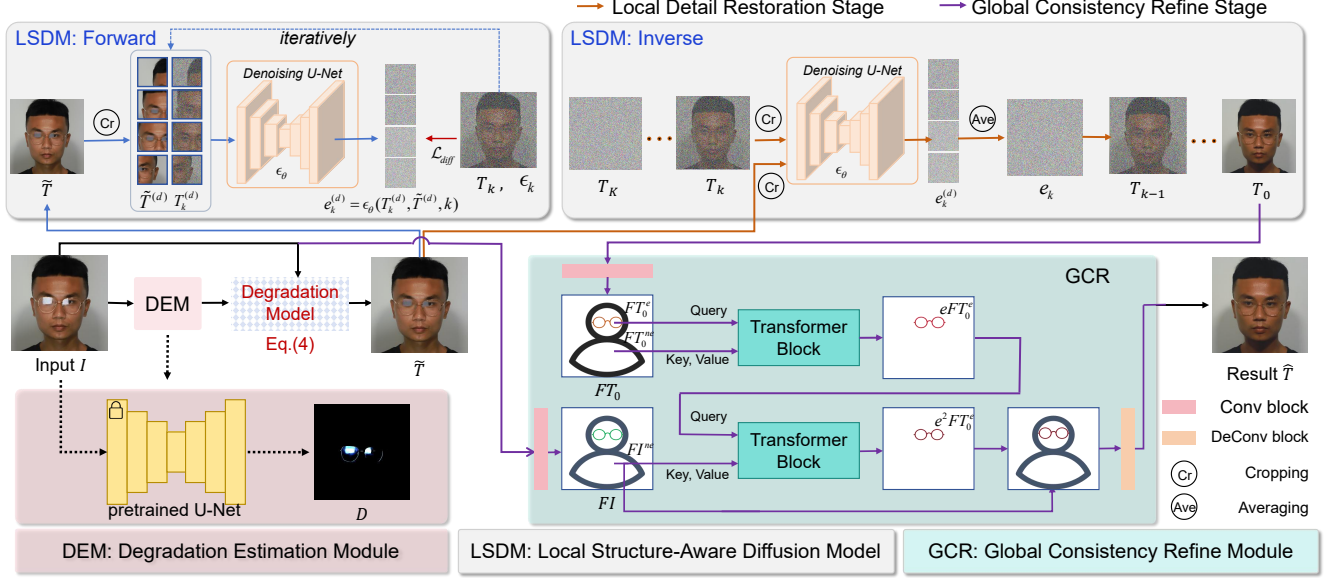 Local Detail Restoration Stage
Global Consistency Refine Stage
LSDM: Forward
iteratively
Cr
Denoising U-Net
ϵ_θ
ℒ_diff
T̃
T̃^(d) T_k^(d)
e_k^(d) = ϵ_θ(T_k^(d), T̃^(d), k)
T_k , ϵ_k
LSDM: Inverse
Denoising U-Net
Cr
Cr
Ave
ϵ_θ
T_K
T_k
e_k^(d)
e_k
T_{k−1}
T_0
DEM
Degradation
Model
Eq.(4)
Input I
T̃
pretrained U-Net
D
GCR
FT_0^e
FT_0^ne
FT_0
Query
Key, Value
Transformer
Block
eFT_0^e
FI^ne
FI
Query
Key, Value
Transformer
Block
e^2FT_0^e
Result T̂
Conv block
DeConv block
Cr Cropping
Ave Averaging
DEM: Degradation Estimation Module
LSDM: Local Structure-Aware Diffusion Model
GCR: Global Consistency Refine Module